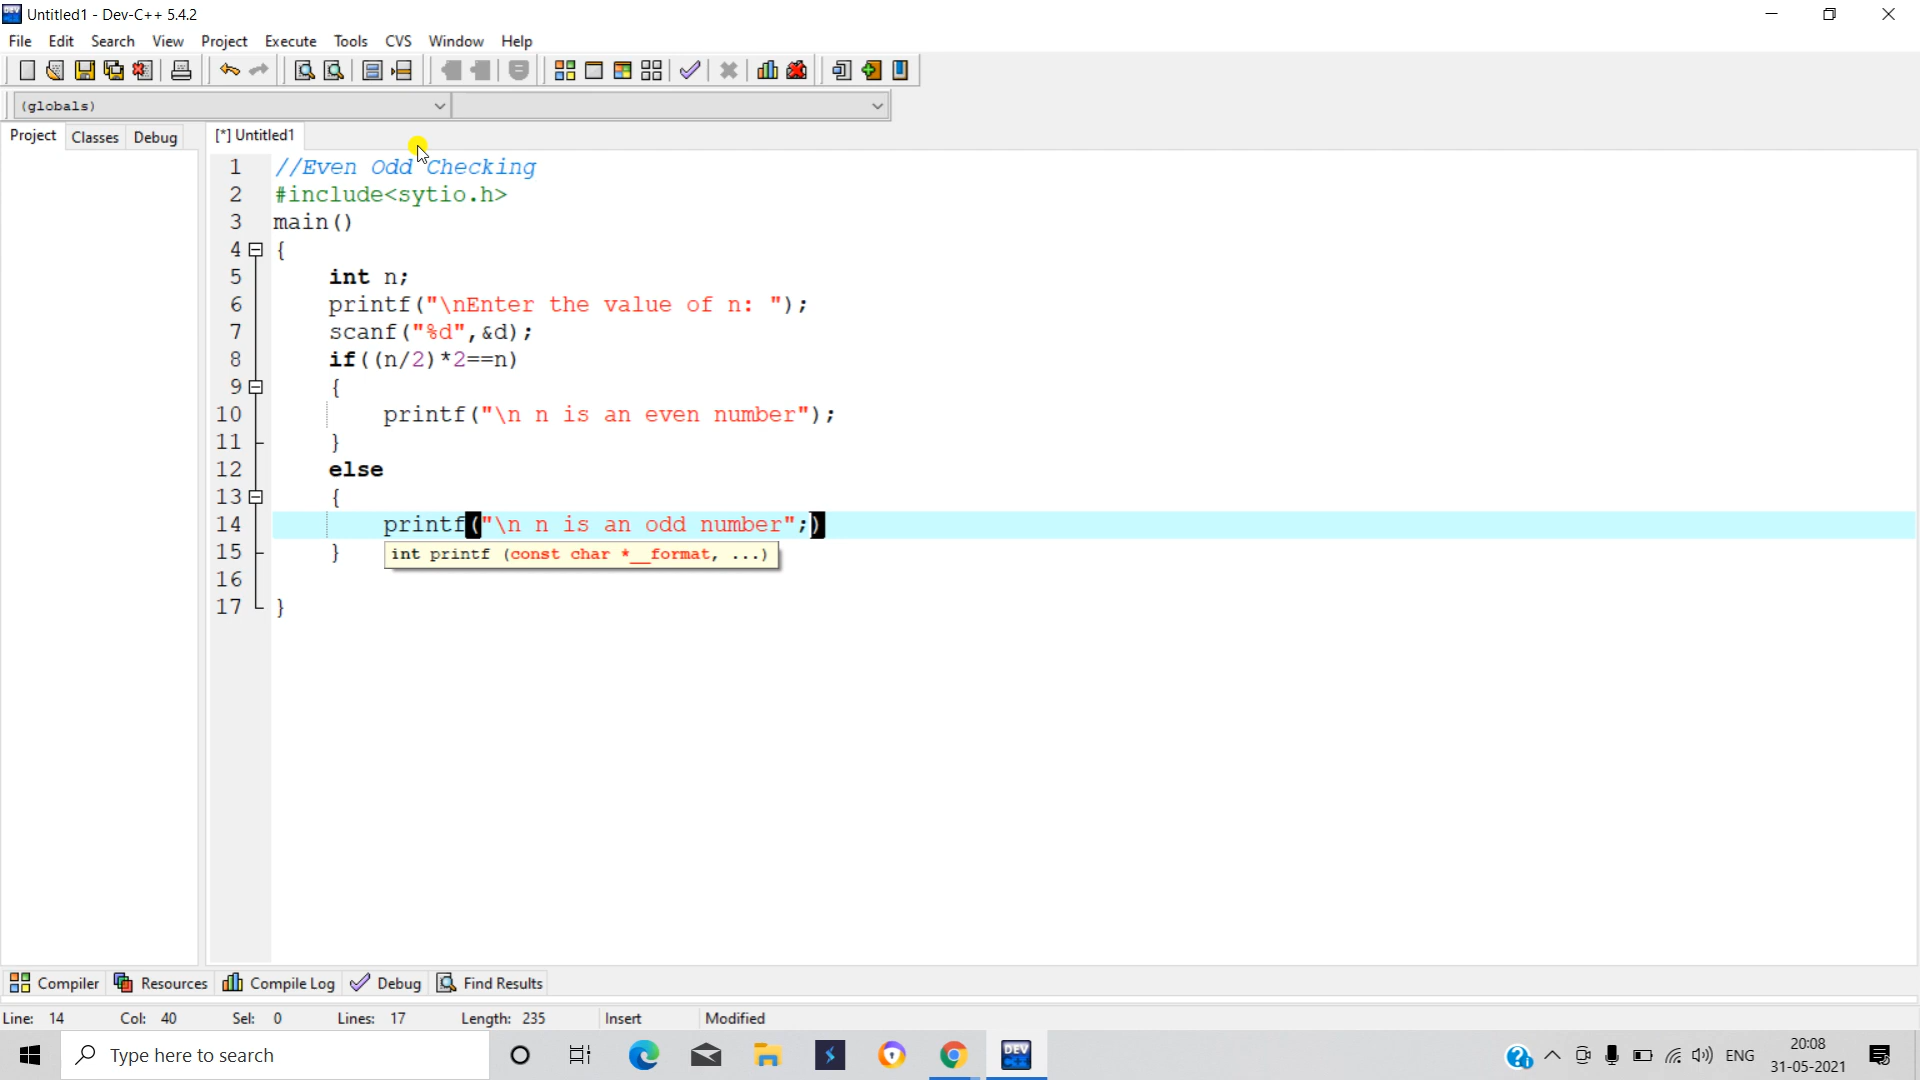 Untitled1 - Dev-C++ 5.4.2
File Edit Search View Project Execute Tools CVS Window Help
(globals)
Project Classes Debug [*] Untitled1
1 //Even Odd Checking
2 #include<sytio.h>
3 main()
4 {
5 int n;
6 printf("\nEnter the value of n: ");
7 scanf("%d",&d);
8 if((n/2)*2==n)
9 {
10 printf("\n n is an even number");
11 }
12 else
13 {
14 printf("\n n is an odd number";)
15 }
int printf (const char *__format, ...)
16
17 }
Compiler Resources Compile Log Debug Find Results
Line: 14 Col: 40 Sel: 0 Lines: 17 Length: 235 Insert Modified
Type here to search
DEV
ENG
20:08
31-05-2021